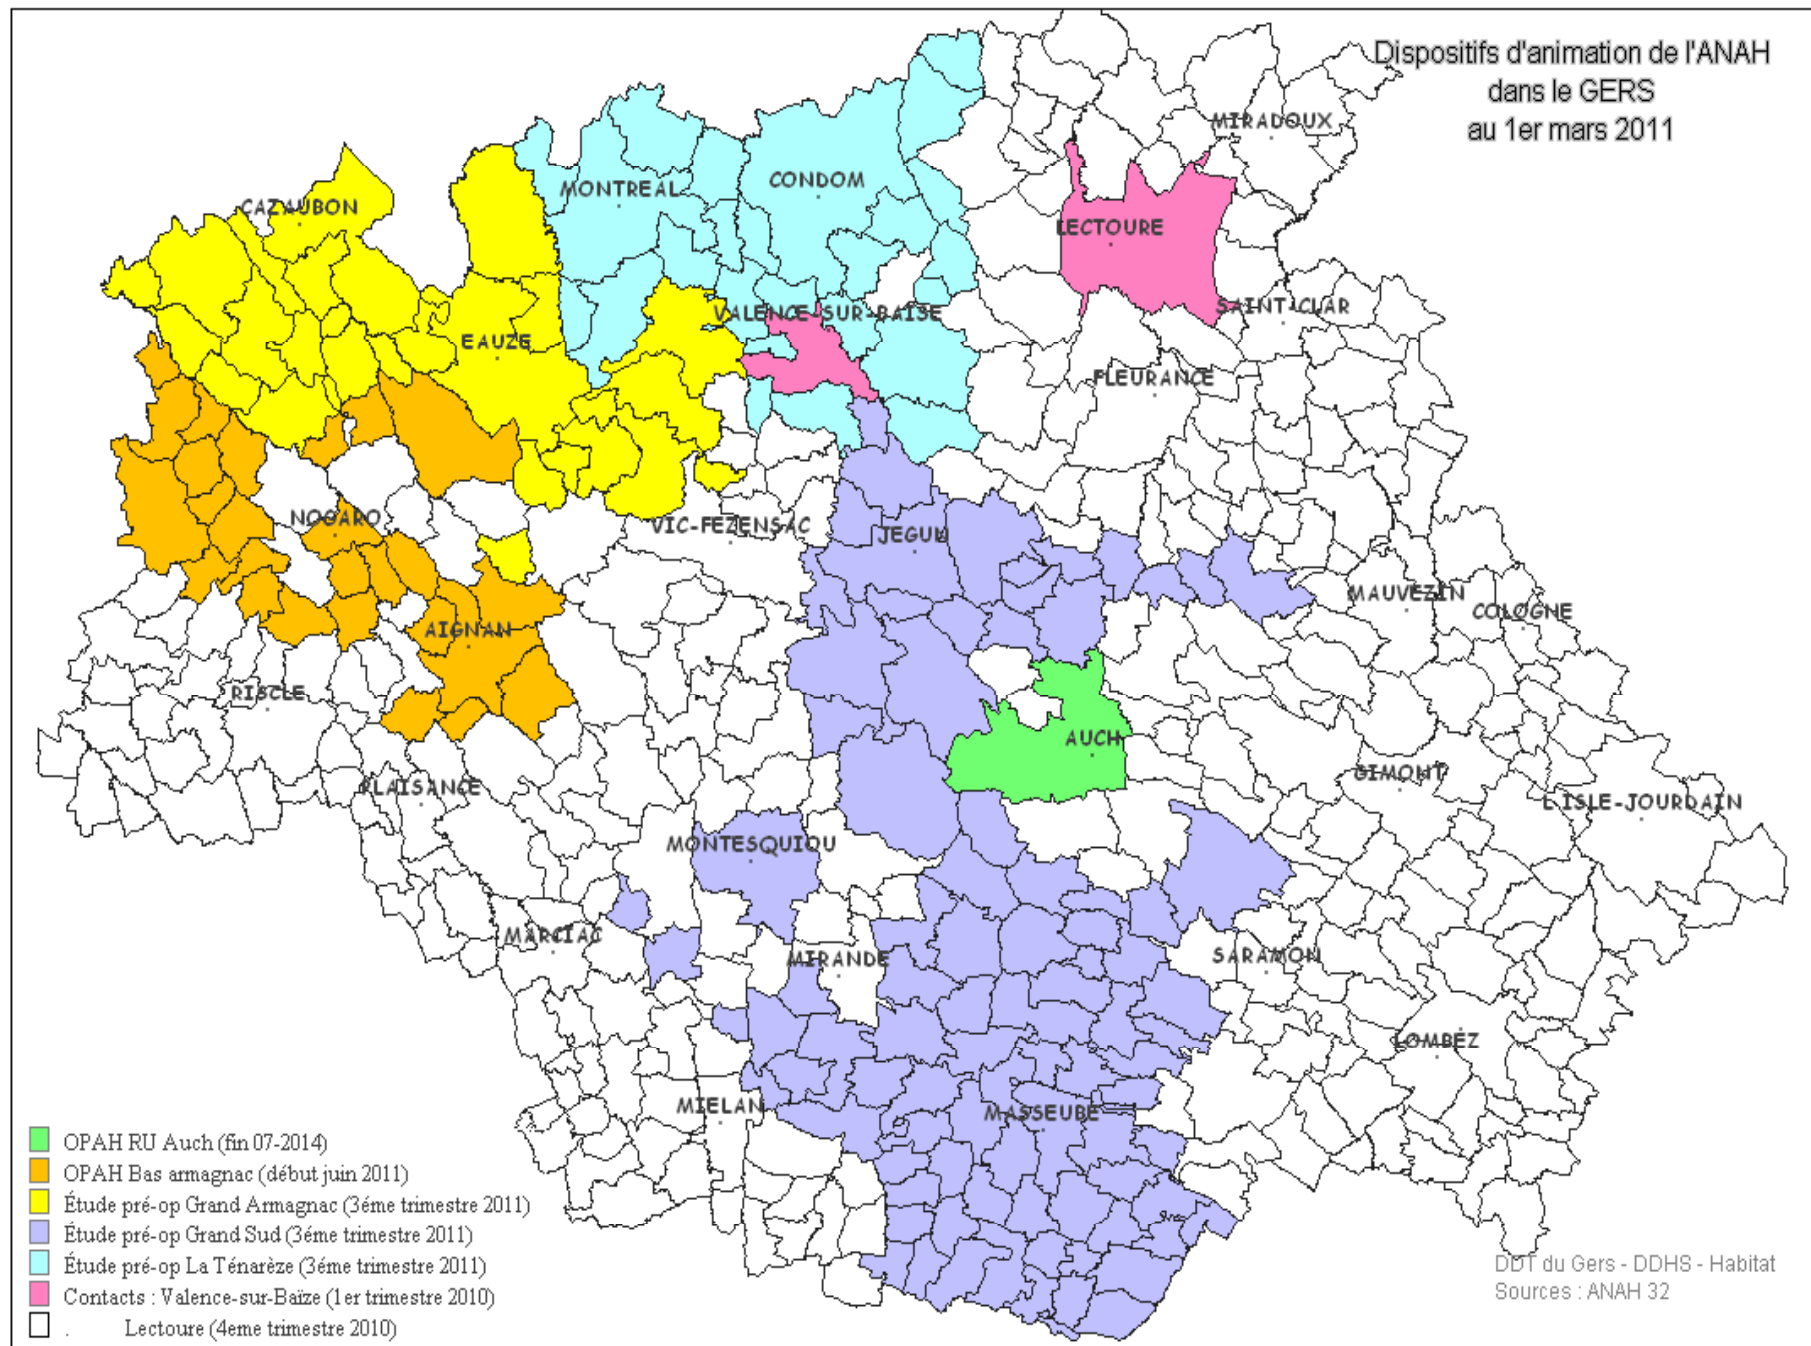 Dispositifs d'animation de l'ANAH
dans le GERS
au 1er mars 2011
MIRADOUX
MONTREAL
CONDOM
CAZAUBON
LECTOURE
SAINT-CLAR
VALENCE-SUR-BAISE
EAUZE
FLEURANCE
NOGARO
VIC-FEZENSAC
JEGUN
MAUVEZIN
COLOGNE
AIGNAN
RISCLE
AUCH
GIMONT
PLAISANCE
L'ISLE-JOURDAIN
MONTESQUIOU
MARCIAC
MIRANDE
SARAMON
LOMBEZ
MIELAN
MASSEUBE
OPAH RU Auch (fin 07-2014)
OPAH Bas armagnac (début juin 2011)
Étude pré-op Grand Armagnac (3éme trimestre 2011)
Étude pré-op Grand Sud (3éme trimestre 2011)
Étude pré-op La Ténarèze (3éme trimestre 2011)
Contacts : Valence-sur-Baïze (1er trimestre 2010)
. Lectoure (4eme trimestre 2010)
DDT du Gers - DDHS - Habitat
Sources : ANAH 32